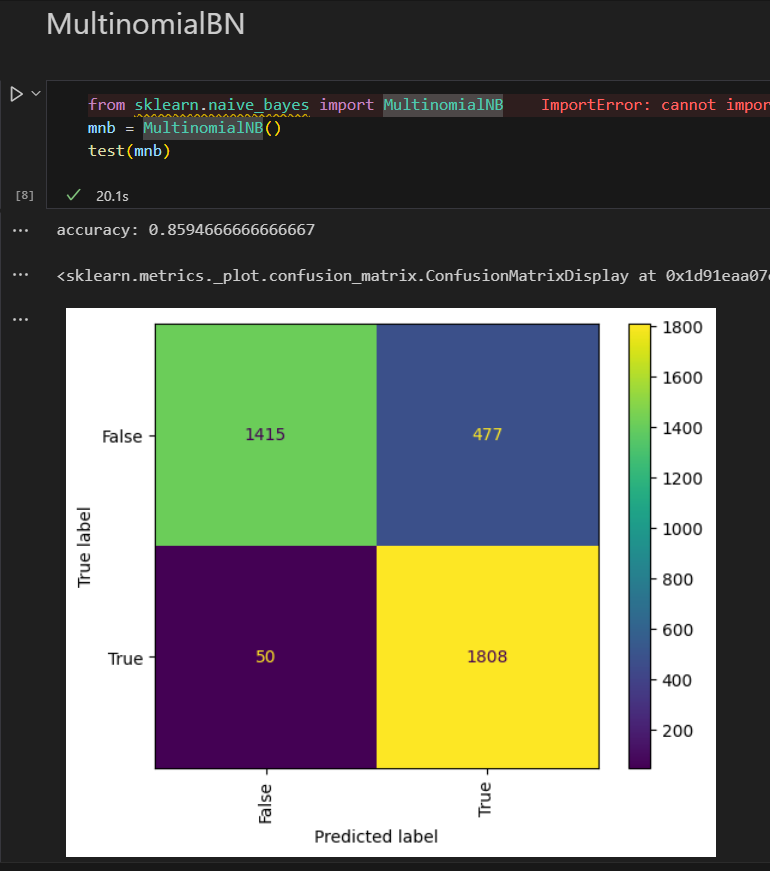 MultinomialBN
from sklearn.naive_bayes import MultinomialNB ImportError: cannot impor
mnb = MultinomialNB()
test(mnb)
[8] 20.1s
accuracy: 0.8594666666666667
<sklearn.metrics._plot.confusion_matrix.ConfusionMatrixDisplay at 0x1d91eaa07
1800
1600
1400
1200
1000
800
600
400
200
True label
False
1415 477
True
50 1808
False True
Predicted label